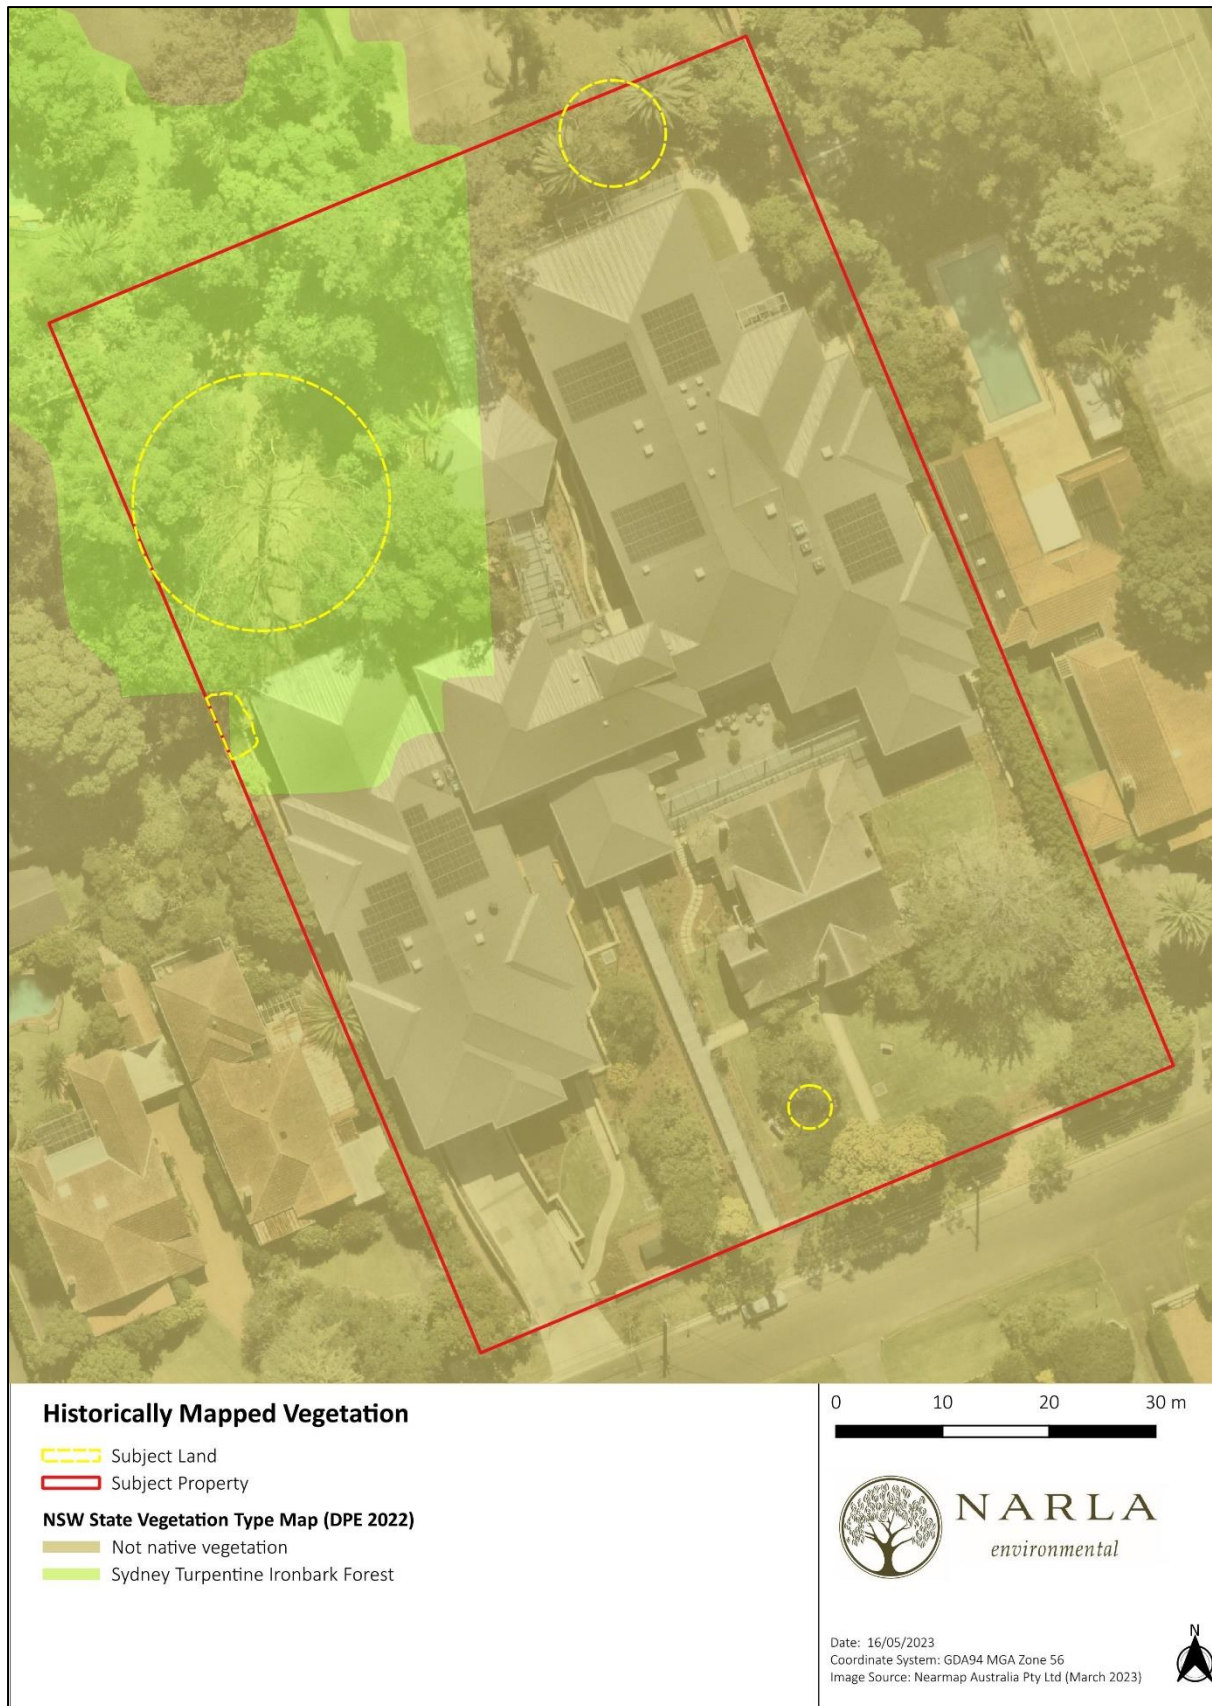 Historically Mapped Vegetation
Subject Land
Subject Property
NSW State Vegetation Type Map (DPE 2022)
Not native vegetation
Sydney Turpentine Ironbark Forest
0 10 20 30 m
NARLA
environmental
Date: 16/05/2023
Coordinate System: GDA94 MGA Zone 56
Image Source: Nearmap Australia Pty Ltd (March 2023)
N